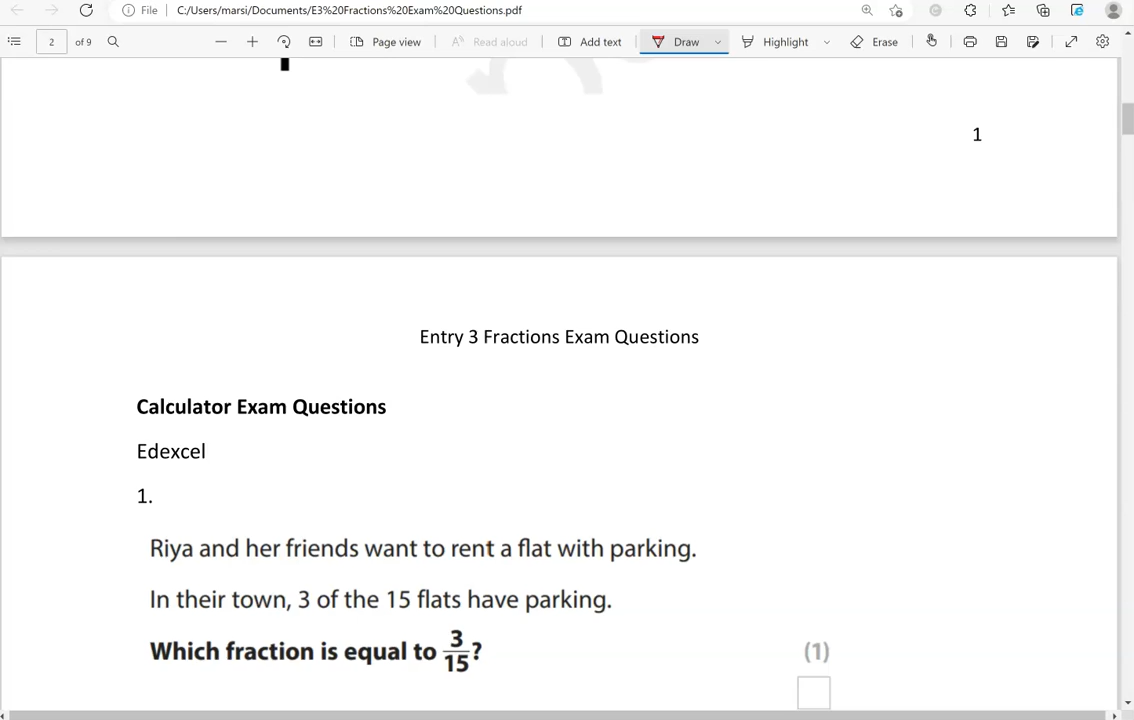 File C:/Users/marsi/Documents/E3%20Fractions%20Exam%20Questions.pdf
2 of 9 Page view Read aloud Add text Draw Highlight Erase
1
Entry 3 Fractions Exam Questions
Calculator Exam Questions
Edexcel
1.
Riya and her friends want to rent a flat with parking.
In their town, 3 of the 15 flats have parking.
Which fraction is equal to 3/15? (1)